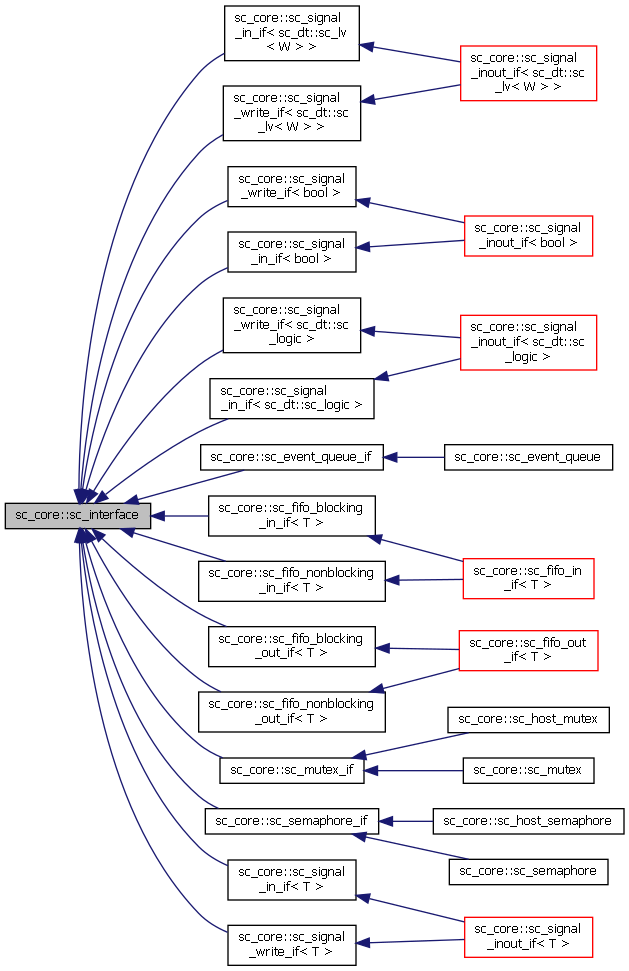 sc_core::sc_signal
_in_if< sc_dt::sc_lv
< W > >
sc_core::sc_signal
_inout_if< sc_dt::sc
_lv< W > >
sc_core::sc_signal
_write_if< sc_dt::sc
_lv< W > >
sc_core::sc_signal
_write_if< bool >
sc_core::sc_signal
_inout_if< bool >
sc_core::sc_signal
_in_if< bool >
sc_core::sc_signal
_write_if< sc_dt::sc
_logic >
sc_core::sc_signal
_inout_if< sc_dt::sc
_logic >
sc_core::sc_signal
_in_if< sc_dt::sc_logic >
sc_core::sc_event_queue_if
sc_core::sc_event_queue
sc_core::sc_interface
sc_core::sc_fifo_blocking
_in_if< T >
sc_core::sc_fifo_nonblocking
_in_if< T >
sc_core::sc_fifo_in
_if< T >
sc_core::sc_fifo_blocking
_out_if< T >
sc_core::sc_fifo_out
_if< T >
sc_core::sc_fifo_nonblocking
_out_if< T >
sc_core::sc_host_mutex
sc_core::sc_mutex_if
sc_core::sc_mutex
sc_core::sc_semaphore_if
sc_core::sc_host_semaphore
sc_core::sc_semaphore
sc_core::sc_signal
_in_if< T >
sc_core::sc_signal
_inout_if< T >
sc_core::sc_signal
_write_if< T >